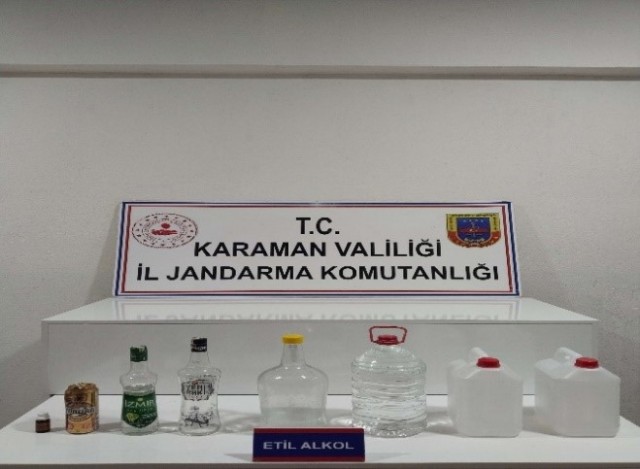 T.C.
KARAMAN VALİLİĞİ
İL JANDARMA KOMUTANLIĞI
İZMİR
ETİL ALKOL